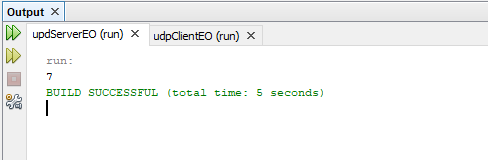 Output ×
updServerEO (run) × udpClientEO (run) ×
run:
7
BUILD SUCCESSFUL (total time: 5 seconds)